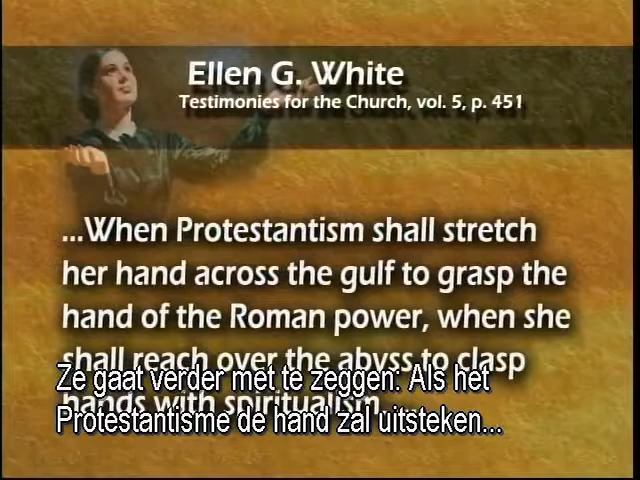 Ellen G. White
Testimonies for the Church, vol. 5, p. 451
...When Protestantism shall stretch
her hand across the gulf to grasp the
hand of the Roman power, when she
shall reach over the abyss to clasp
hands with spiritualism,
Ze gaat verder met te zeggen: Als het
Protestantisme de hand zal uitsteken...